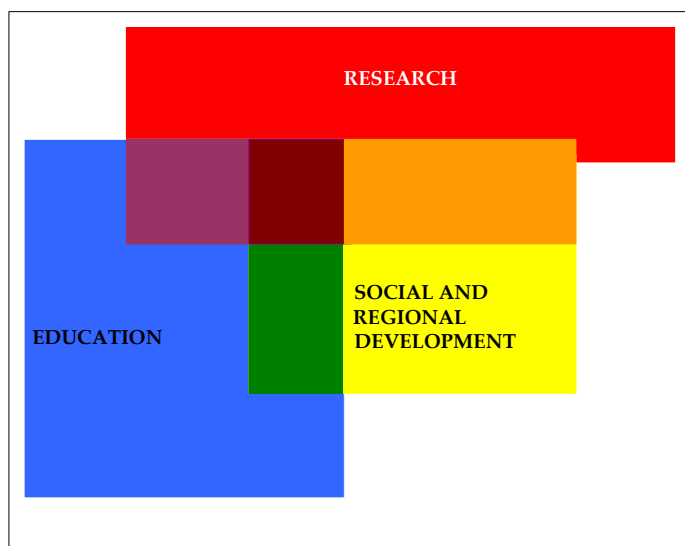 RESEARCH
SOCIAL AND
REGIONAL
DEVELOPMENT
EDUCATION